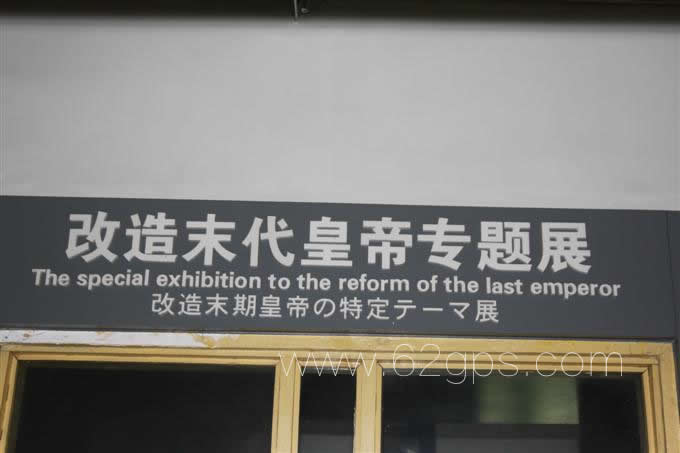 改造末代皇帝专题展
The special exhibition to the reform of the last emperor
改造末期皇帝の特定テーマ展
www.62gps.com